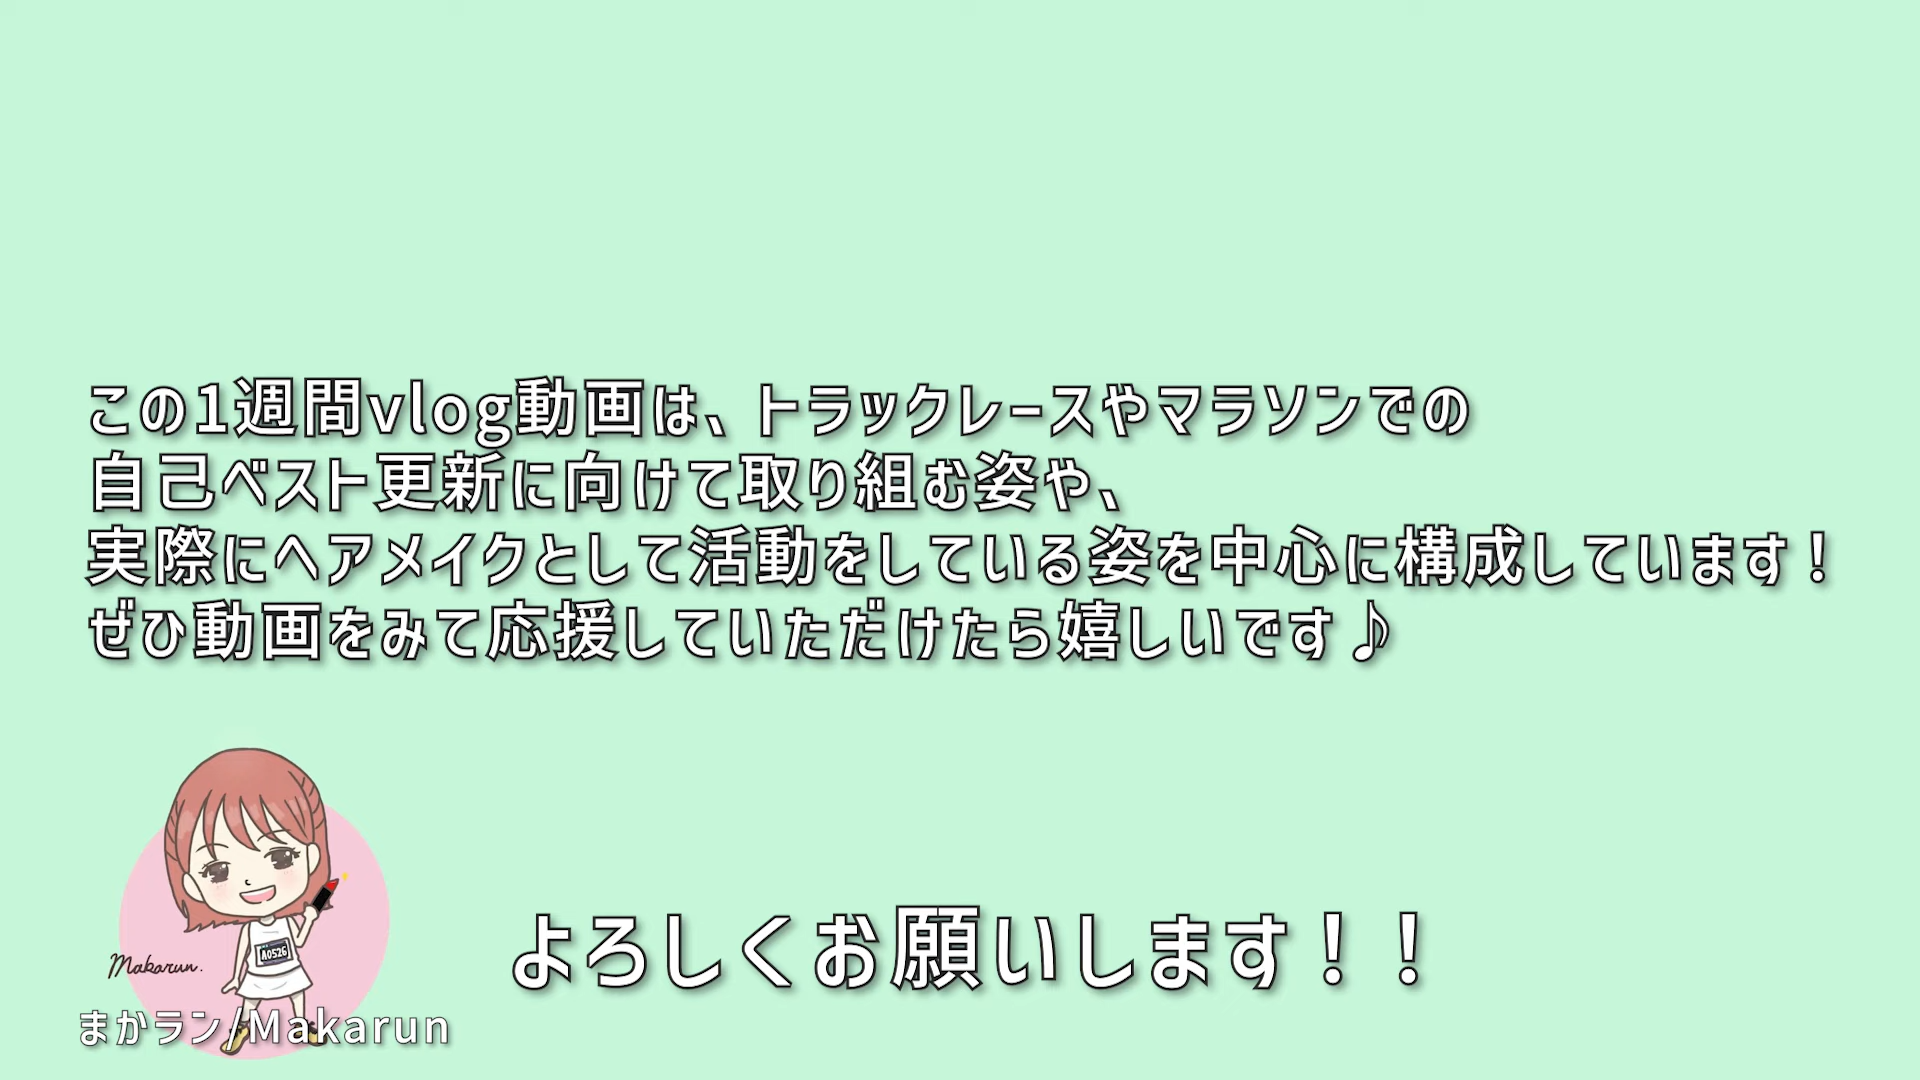 この1週間vlog動画は、トラックレースやマラソンでの
自己ベスト更新に向けて取り組む姿や、
実際にヘアメイクとして活動をしている姿を中心に構成しています！
ぜひ動画をみて応援していただけたら嬉しいです♪
よろしくお願いします！！
A0526
Makarun.
まかラン/Makarun